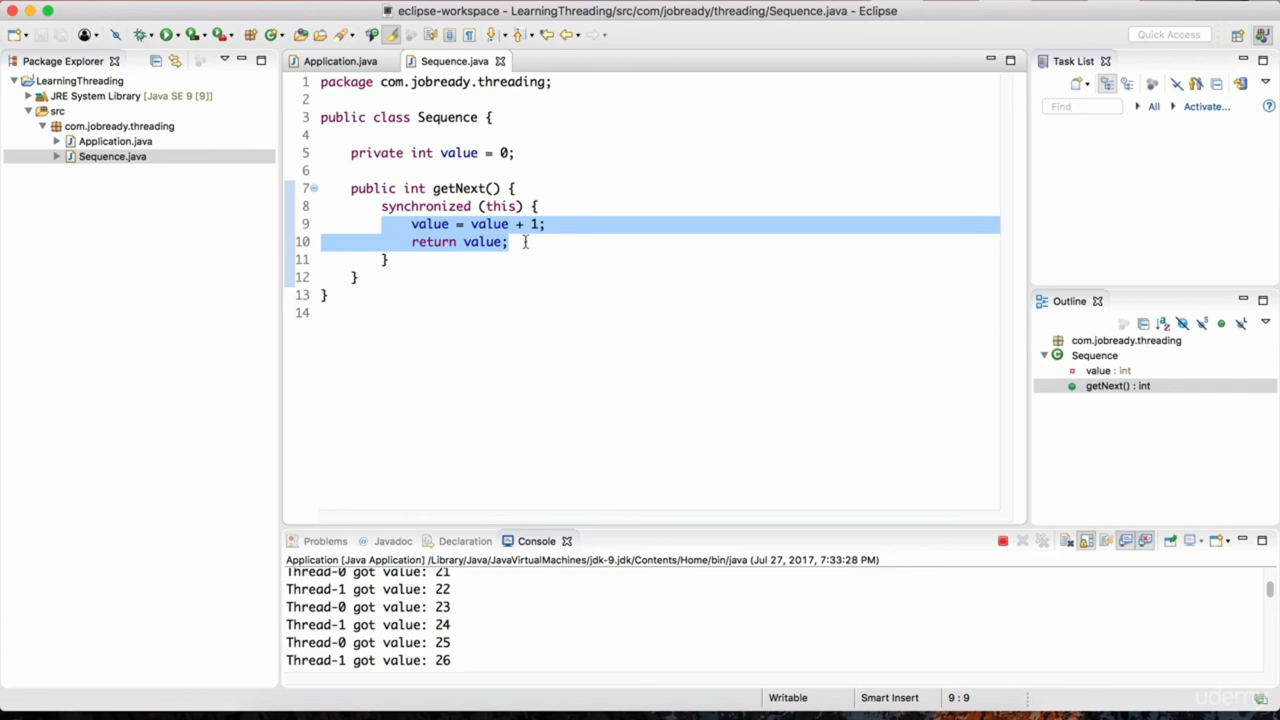 eclipse-workspace - LearningThreading/src/com/jobready/threading/Sequence.java - Eclipse
Quick Access
Package Explorer
LearningThreading
JRE System Library [Java SE 9 [9]]
src
com.jobready.threading
Application.java
Sequence.java
Application.java
Sequence.java
1 package com.jobready.threading;
2
3 public class Sequence {
4
5 private int value = 0;
6
7 public int getNext() {
8 synchronized (this) {
9 value = value + 1;
10 return value;
11 }
12 }
13 }
14
Task List
Find
All
Activate...
Outline
com.jobready.threading
Sequence
value : int
getNext() : int
Problems
Javadoc
Declaration
Console
Application [Java Application] /Library/Java/JavaVirtualMachines/jdk-9.jdk/Contents/Home/bin/java (Jul 27, 2017, 7:33:28 PM)
Thread-0 got value: 21
Thread-1 got value: 22
Thread-0 got value: 23
Thread-1 got value: 24
Thread-0 got value: 25
Thread-1 got value: 26
Writable
Smart Insert
9 : 9
udemy